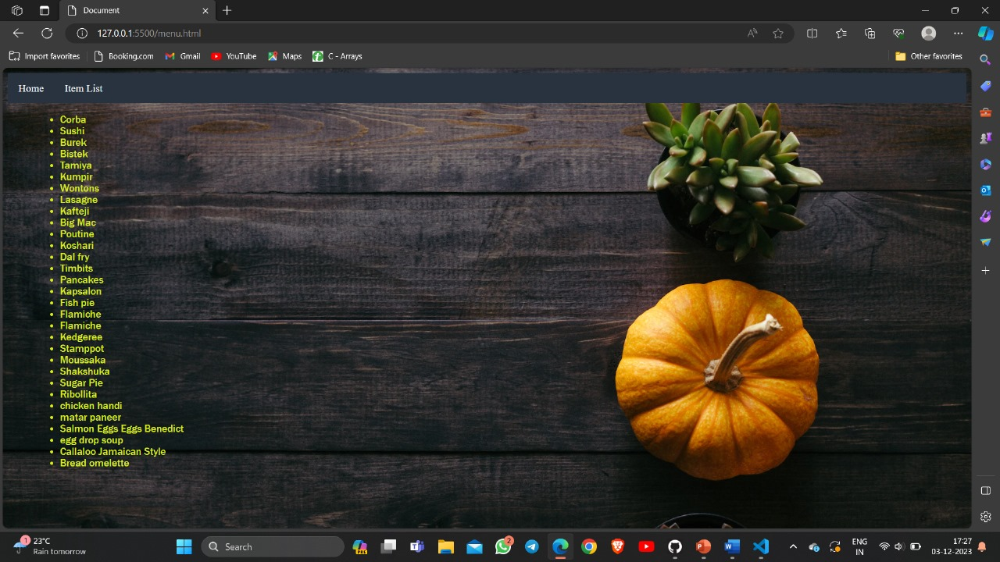 Document
127.0.0.1:5500/menu.html
Import favorites Booking.com Gmail YouTube Maps C - Arrays Other favorites
Home Item List
Corba
Sushi
Burek
Bistek
Tamiya
Kumpir
Wontons
Lasagne
Kafteji
Big Mac
Poutine
Koshari
Dal fry
Timbits
Pancakes
Kapsalon
Fish pie
Flamiche
Flamiche
Kedgeree
Stamppot
Moussaka
Shakshuka
Sugar Pie
Ribollita
chicken handi
matar paneer
Salmon Eggs Eggs Benedict
egg drop soup
Callaloo Jamaican Style
Bread omelette
1 23°C
Rain tomorrow
Search
PRE
2
ENG
IN
17:27
03-12-2023